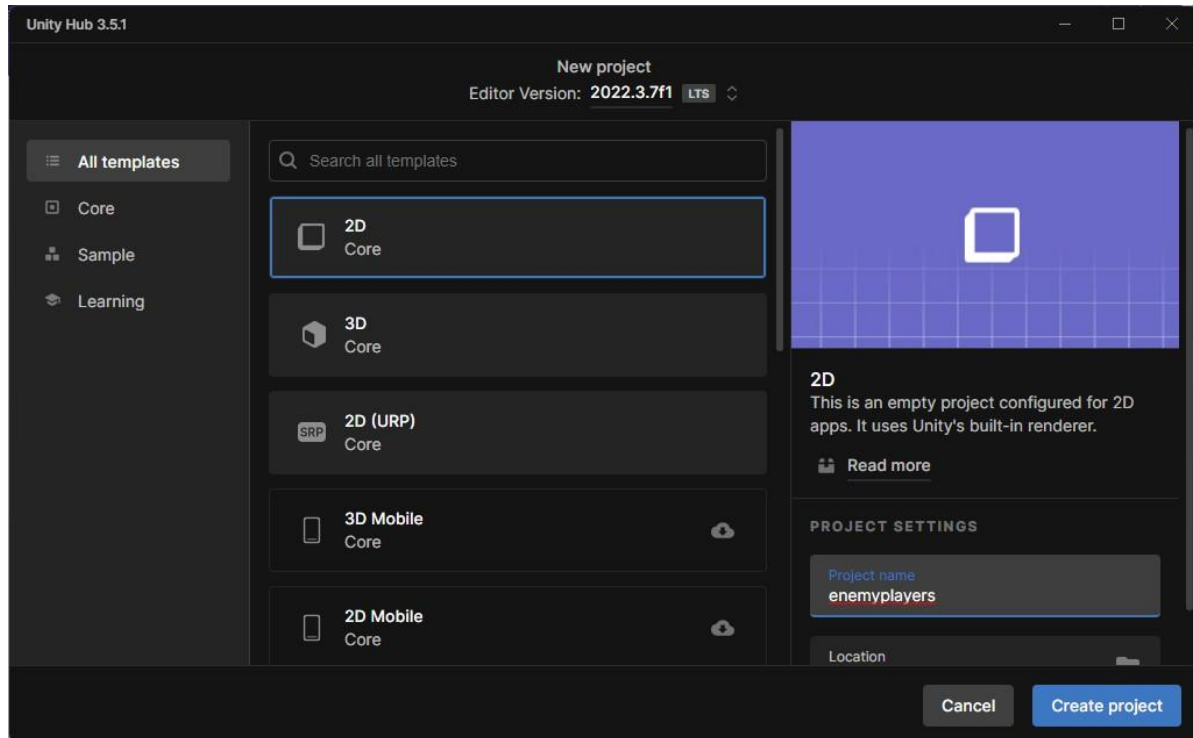 Unity Hub 3.5.1
New project
Editor Version: 2022.3.7f1 LTS
All templates
Core
Sample
Learning
Search all templates
2D
Core
3D
Core
SRP
2D (URP)
Core
3D Mobile
Core
2D Mobile
Core
2D
This is an empty project configured for 2D
apps. It uses Unity's built-in renderer.
Read more
PROJECT SETTINGS
Project name
enemyplayers
Location
Cancel
Create project